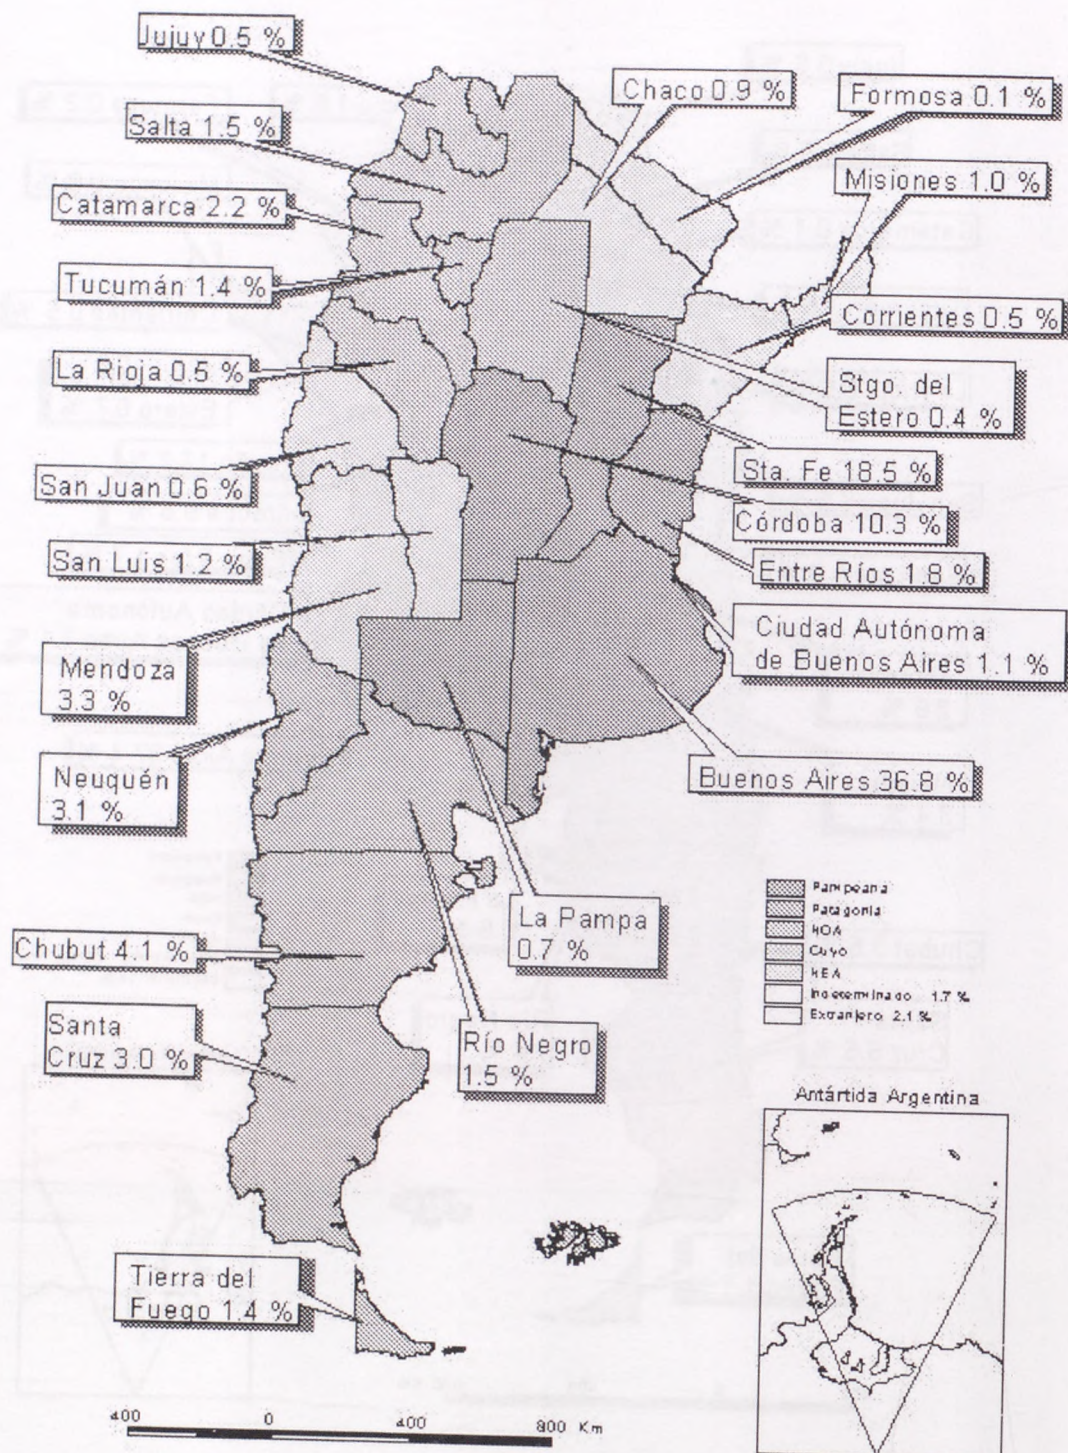 Jujuy 0.5 %
Chaco 0.9 %
Formosa 0.1 %
Salta 1.5 %
Misiones 1.0 %
Catamarca 2.2 %
Tucumán 1.4 %
Corrientes 0.5 %
La Rioja 0.5 %
Stgo. del
Estero 0.4 %
Sta. Fe 18.5 %
San Juan 0.6 %
Córdoba 10.3 %
San Luis 1.2 %
Entre Ríos 1.8 %
Ciudad Autónoma
de Buenos Aires 1.1 %
Mendoza
3.3 %
Neuquén
3.1 %
Buenos Aires 36.8 %
La Pampa
0.7 %
Chubut 4.1 %
Santa
Cruz 3.0 %
Río Negro
1.5 %
Pampeana
Patagonia
NOA
Cuyo
NEA
Indeterminado 1.7 %
Extranjero 2.1 %
Antártida Argentina
Tierra del
Fuego 1.4 %
400 0 400 800 Km